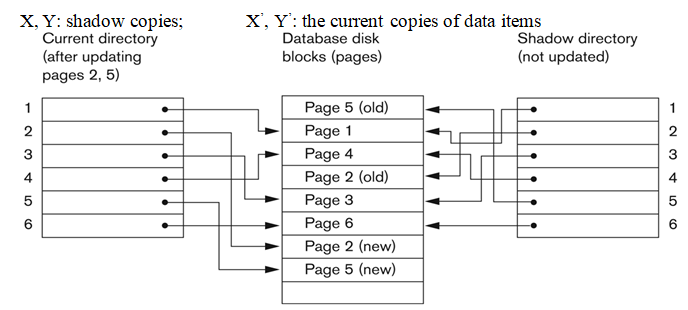 X, Y: shadow copies;
X’, Y’: the current copies of data items
Current directory
(after updating
pages 2, 5)
Database disk
blocks (pages)
Shadow directory
(not updated)
1
2
3
4
5
6
Page 5 (old)
Page 1
Page 4
Page 2 (old)
Page 3
Page 6
Page 2 (new)
Page 5 (new)
1
2
3
4
5
6